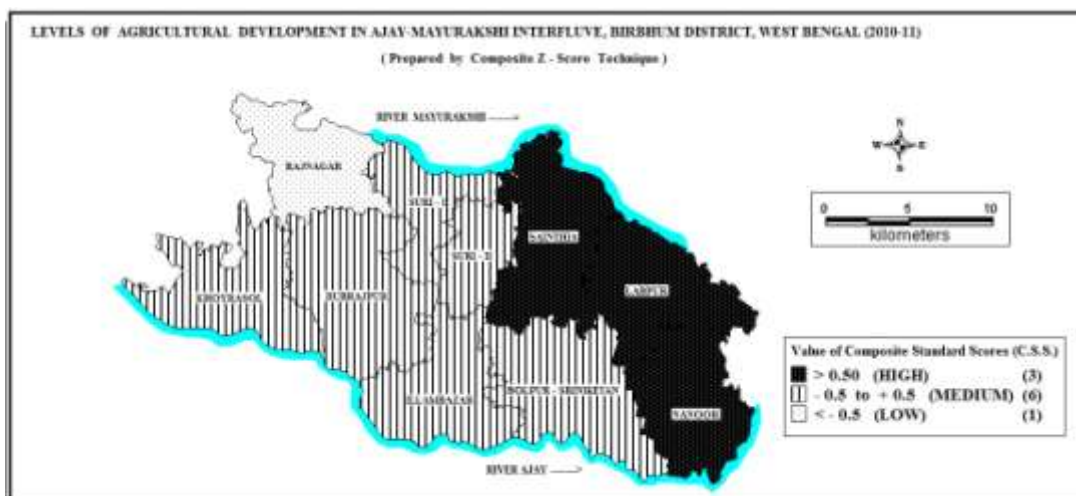 LEVELS OF AGRICULTURAL DEVELOPMENT IN AJAY-MAYURAKSHI INTERFLUVE, BIRBHUM DISTRICT, WEST BENGAL (2010-11)
( Prepared by Composite Z - Score Technique )
RIVER MAYURAKSHI
N
W E
S
RAJNAGAR
0 5 10
kilometers
SURI - I
SAINTHIA
SURI - II
LABPUR
KHOYRASOL
DUBRAJPUR
Value of Composite Standard Scores (C.S.S.)
> 0.50 (HIGH) (3)
- 0.5 to + 0.5 (MEDIUM) (6)
< - 0.5 (LOW) (1)
ILLAMBAZAR
BOLPUR - SRINIKETAN
NANOOR
RIVER AJAY